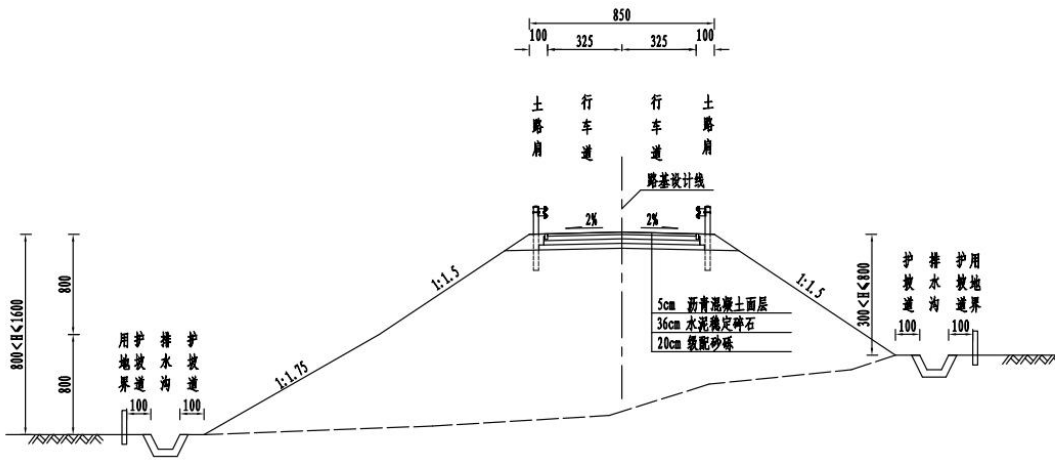 850
100
325
325
100
土路肩
行车道
行车道
土路肩
路基设计线
2%
2%
1:1.5
1:1.5
1:1.75
800<H≤1600
800
800
300<H≤800
5cm 沥青混凝土面层
36cm 水泥稳定碎石
20cm 级配砂砾
用地界
护坡道
排水沟
护坡道
100
100
护坡道
排水沟
护坡道
用地界
100
100